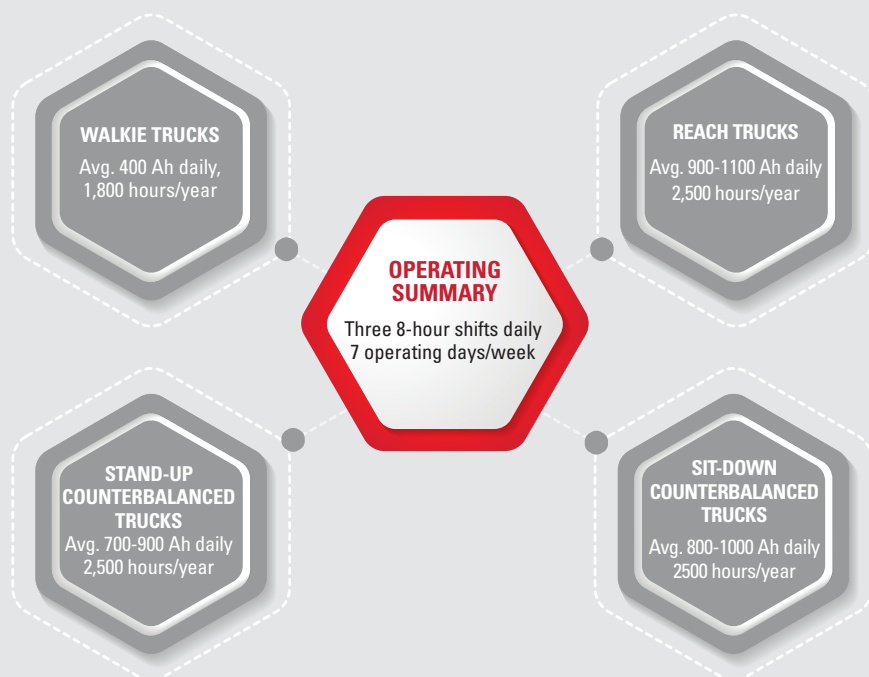 WALKIE TRUCKS
Avg. 400 Ah daily,
1,800 hours/year
REACH TRUCKS
Avg. 900-1100 Ah daily
2,500 hours/year
OPERATING
SUMMARY
Three 8-hour shifts daily
7 operating days/week
STAND-UP
COUNTERBALANCED
TRUCKS
Avg. 700-900 Ah daily
2,500 hours/year
SIT-DOWN
COUNTERBALANCED
TRUCKS
Avg. 800-1000 Ah daily
2500 hours/year